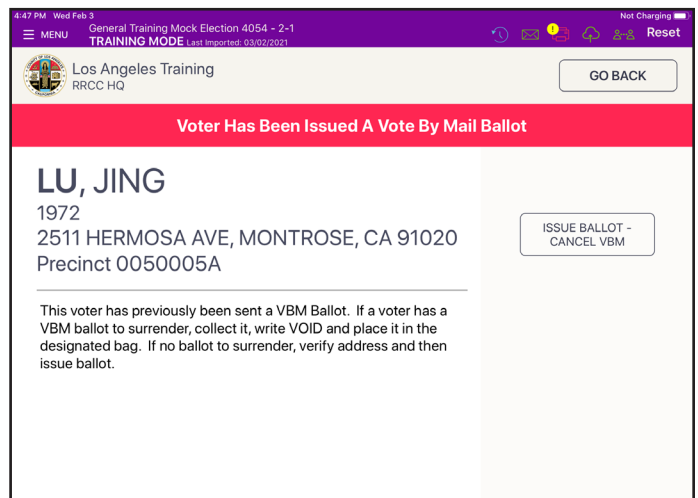 4:47 PM Wed Feb 3
Not Charging
MENU
General Training Mock Election 4054 - 2-1
TRAINING MODE Last Imported: 03/02/2021
Reset
Los Angeles Training
RRCC HQ
GO BACK
Voter Has Been Issued A Vote By Mail Ballot
LU, JING
1972
2511 HERMOSA AVE, MONTROSE, CA 91020
Precinct 0050005A
ISSUE BALLOT -
CANCEL VBM
This voter has previously been sent a VBM Ballot. If a voter has a
VBM ballot to surrender, collect it, write VOID and place it in the
designated bag. If no ballot to surrender, verify address and then
issue ballot.